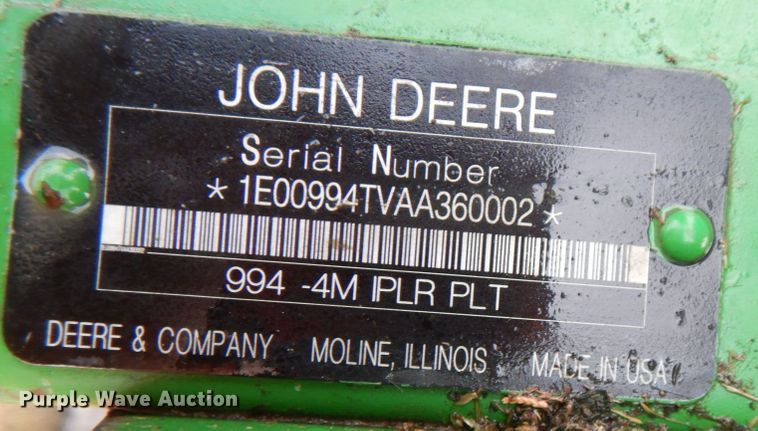 JOHN DEERE
Serial Number
*1E00994TVAA360002*
994 -4M IPLR PLT
DEERE & COMPANY MOLINE, ILLINOIS MADE IN USA
Purple Wave Auction